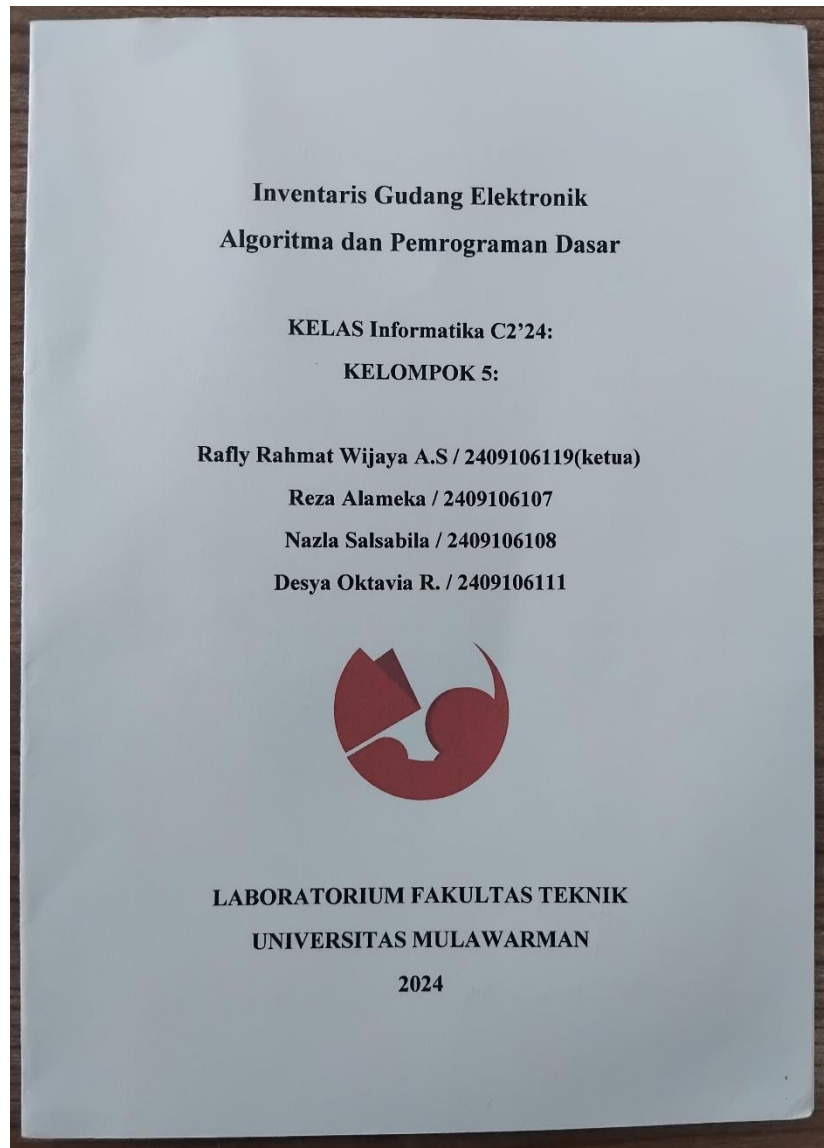 Inventaris Gudang Elektronik
Algoritma dan Pemrograman Dasar
KELAS Informatika C2’24:
KELOMPOK 5:
Rafly Rahmat Wijaya A.S / 2409106119(ketua)
Reza Alameka / 2409106107
Nazla Salsabila / 2409106108
Desya Oktavia R. / 2409106111
LABORATORIUM FAKULTAS TEKNIK
UNIVERSITAS MULAWARMAN
2024